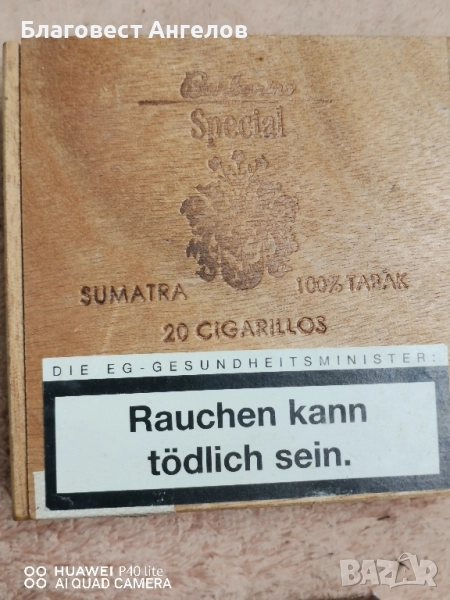 Благовест Ангелов
Special
SUMATRA 100% TABAK
20 CIGARILLOS
DIE EG-GESUNDHEITSMINISTER:
Rauchen kann
tödlich sein.
HUAWEI P40 lite
AI QUAD CAMERA
BAZAR